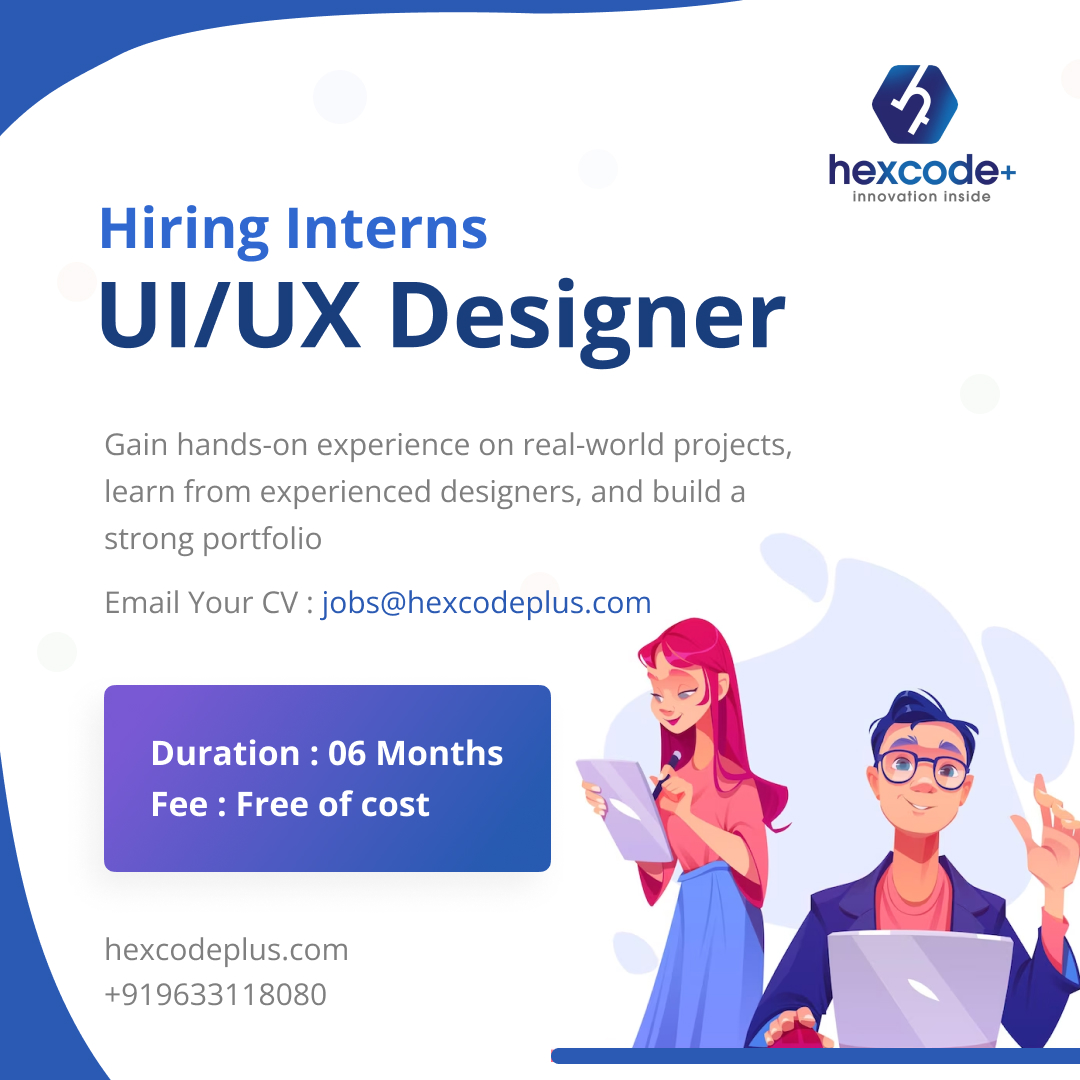 hexcode+
innovation inside
Hiring Interns
UI/UX Designer
Gain hands-on experience on real-world projects,
learn from experienced designers, and build a
strong portfolio
Email Your CV : jobs@hexcodeplus.com
Duration : 06 Months
Fee : Free of cost
hexcodeplus.com
+919633118080